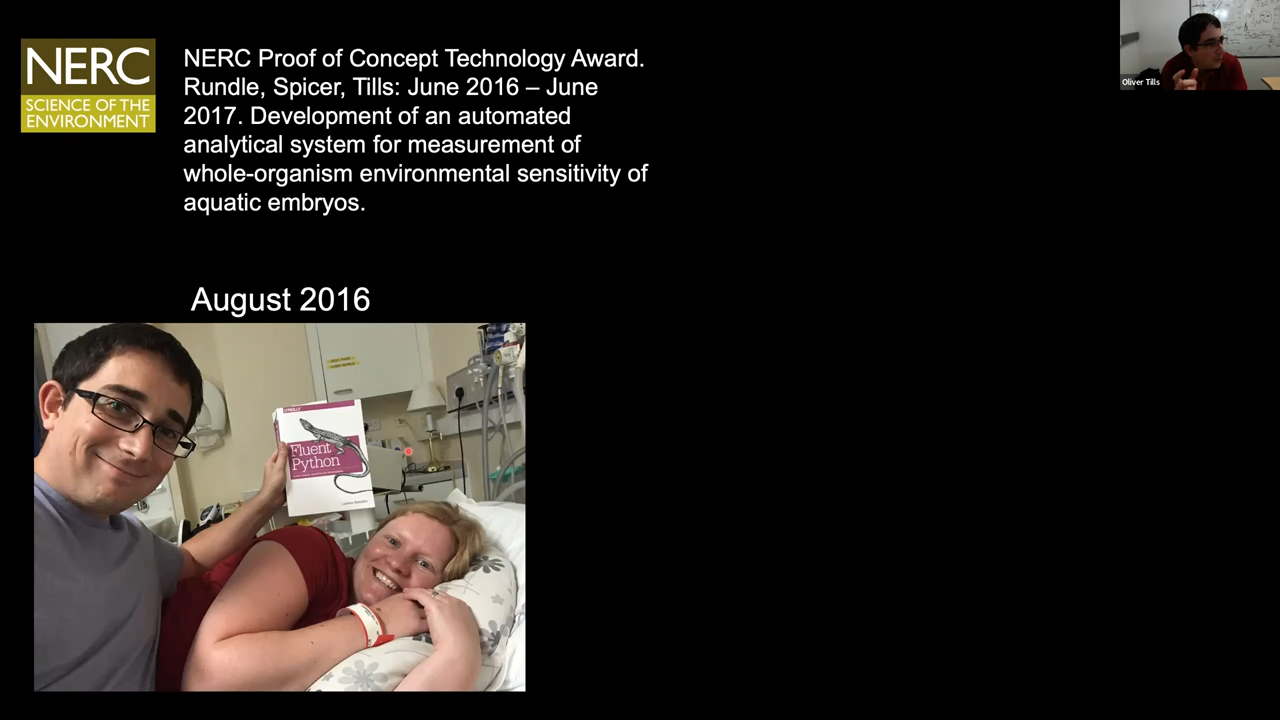 NERC
SCIENCE OF THE
ENVIRONMENT
NERC Proof of Concept Technology Award.
Rundle, Spicer, Tills: June 2016 – June
2017. Development of an automated
analytical system for measurement of
whole-organism environmental sensitivity of
aquatic embryos.
Oliver Tills
August 2016
O'REILLY
Fluent
Python